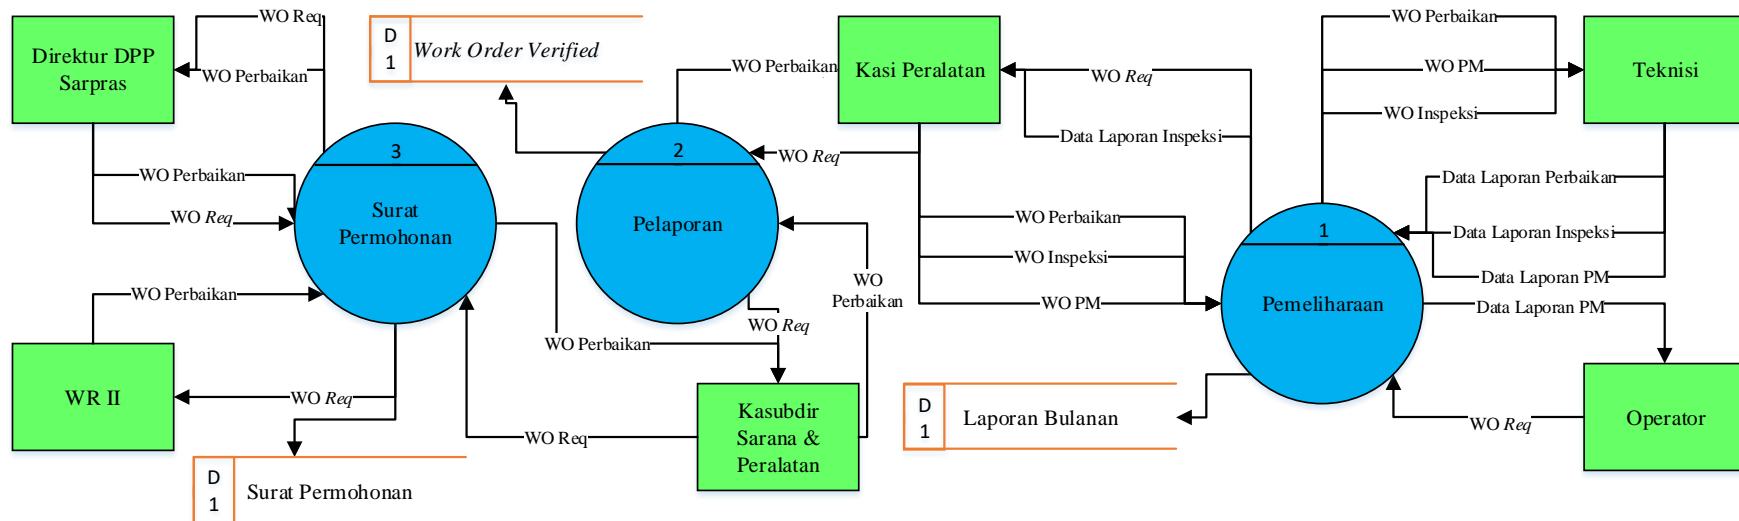 WO Req
WO Perbaikan
Direktur DPP
Sarpras
WO Perbaikan
WO Req
3
Surat
Permohonan
WO Perbaikan
WR II
WO Req
D
1
Surat Permohonan
D
1
Work Order Verified
WO Perbaikan
2
Pelaporan
WO Req
WO Perbaikan
WO
Perbaikan
WO Req
WO Req
Kasubdir
Sarana &
Peralatan
Kasi Peralatan
WO Req
Data Laporan Inspeksi
WO Perbaikan
WO Inspeksi
WO PM
D
1
Laporan Bulanan
WO Perbaikan
WO PM
WO Inspeksi
Teknisi
Data Laporan Perbaikan
Data Laporan Inspeksi
Data Laporan PM
1
Pemeliharaan
Data Laporan PM
WO Req
Operator